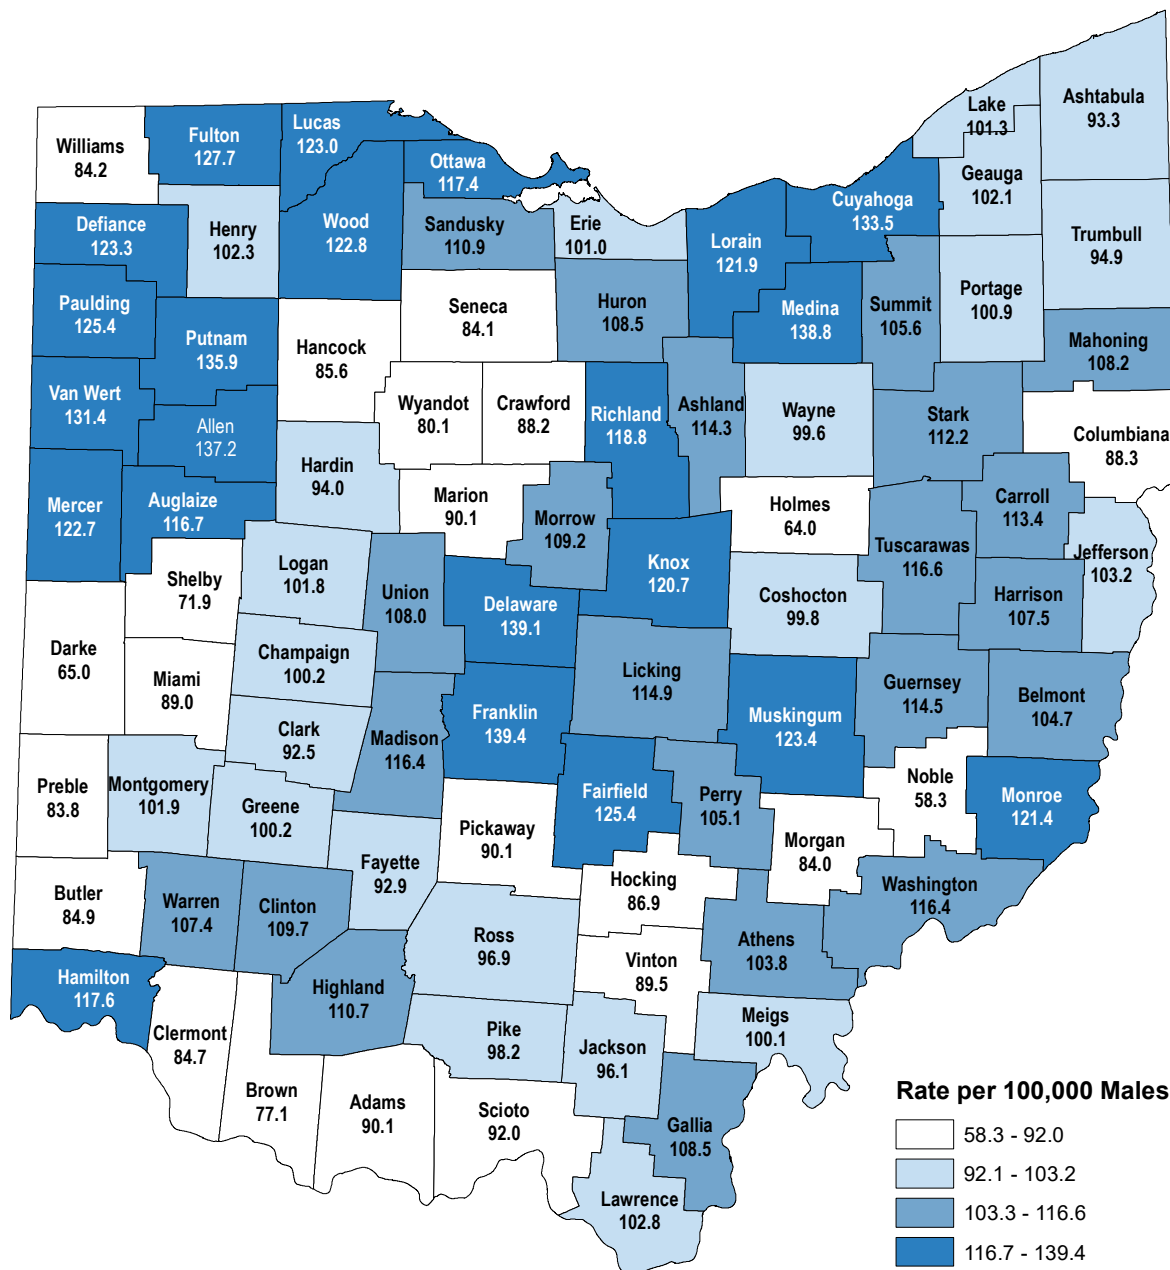 Lake
101.3
Ashtabula
93.3
Williams
84.2
Fulton
127.7
Lucas
123.0
Ottawa
117.4
Geauga
102.1
Cuyahoga
133.5
Defiance
123.3
Henry
102.3
Wood
122.8
Sandusky
110.9
Erie
101.0
Lorain
121.9
Trumbull
94.9
Paulding
125.4
Putnam
135.9
Hancock
85.6
Seneca
84.1
Huron
108.5
Medina
138.8
Summit
105.6
Portage
100.9
Mahoning
108.2
Van Wert
131.4
Allen
137.2
Wyandot
80.1
Crawford
88.2
Richland
118.8
Ashland
114.3
Wayne
99.6
Stark
112.2
Columbiana
88.3
Mercer
122.7
Auglaize
116.7
Hardin
94.0
Marion
90.1
Morrow
109.2
Holmes
64.0
Carroll
113.4
Tuscarawas
116.6
Jefferson
103.2
Shelby
71.9
Logan
101.8
Union
108.0
Delaware
139.1
Knox
120.7
Coshocton
99.8
Harrison
107.5
Darke
65.0
Miami
89.0
Champaign
100.2
Licking
114.9
Guernsey
114.5
Belmont
104.7
Clark
92.5
Madison
116.4
Franklin
139.4
Muskingum
123.4
Preble
83.8
Montgomery
101.9
Greene
100.2
Fairfield
125.4
Perry
105.1
Noble
58.3
Monroe
121.4
Pickaway
90.1
Morgan
84.0
Fayette
92.9
Hocking
86.9
Washington
116.4
Butler
84.9
Warren
107.4
Clinton
109.7
Ross
96.9
Athens
103.8
Vinton
89.5
Hamilton
117.6
Highland
110.7
Clermont
84.7
Pike
98.2
Jackson
96.1
Meigs
100.1
Brown
77.1
Adams
90.1
Scioto
92.0
Gallia
108.5
Lawrence
102.8
Rate per 100,000 Males
58.3 - 92.0
92.1 - 103.2
103.3 - 116.6
116.7 - 139.4